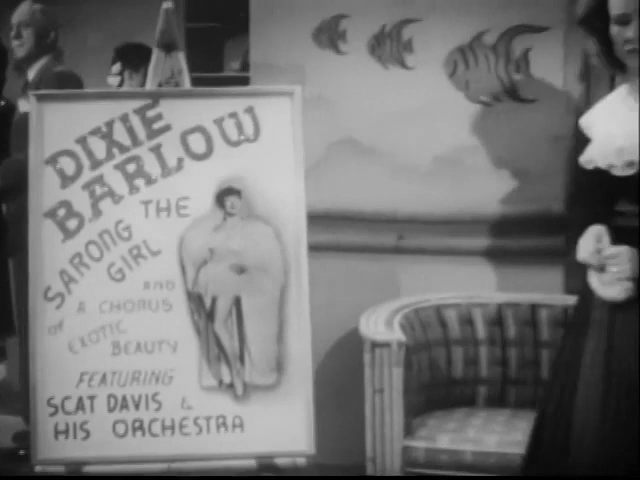 DIXIE
BARLOW
THE
SARONG
GIRL
AND
A CHORUS
OF EXOTIC
BEAUTY
FEATURING
SCAT DAVIS &
HIS ORCHESTRA